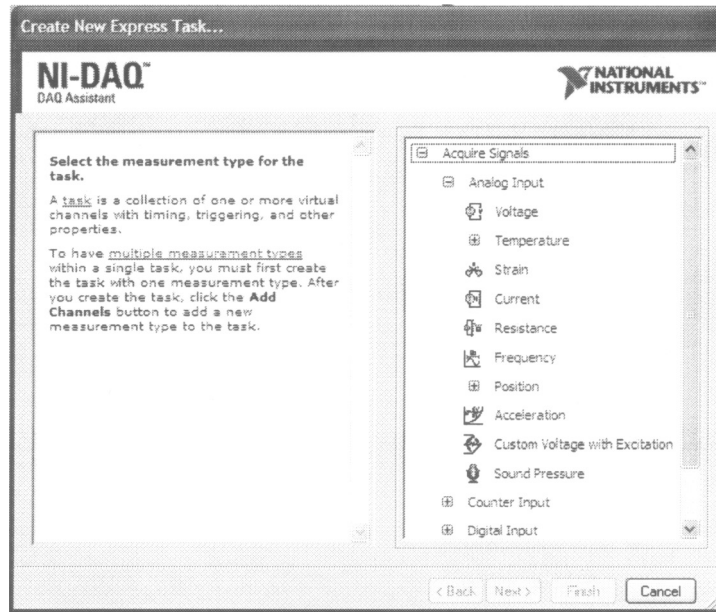 Create New Express Task...
NI-DAQ™
DAQ Assistant
NATIONAL
INSTRUMENTS™
Select the measurement type for the
task.
A task is a collection of one or more virtual
channels with timing, triggering, and other
properties.
To have multiple measurement types
within a single task, you must first create
the task with one measurement type. After
you create the task, click the Add
Channels button to add a new
measurement type to the task.
Acquire Signals
Analog Input
Voltage
Temperature
Strain
Current
Resistance
Frequency
Position
Acceleration
Custom Voltage with Excitation
Sound Pressure
Counter Input
Digital Input
< Back Next > Finish Cancel